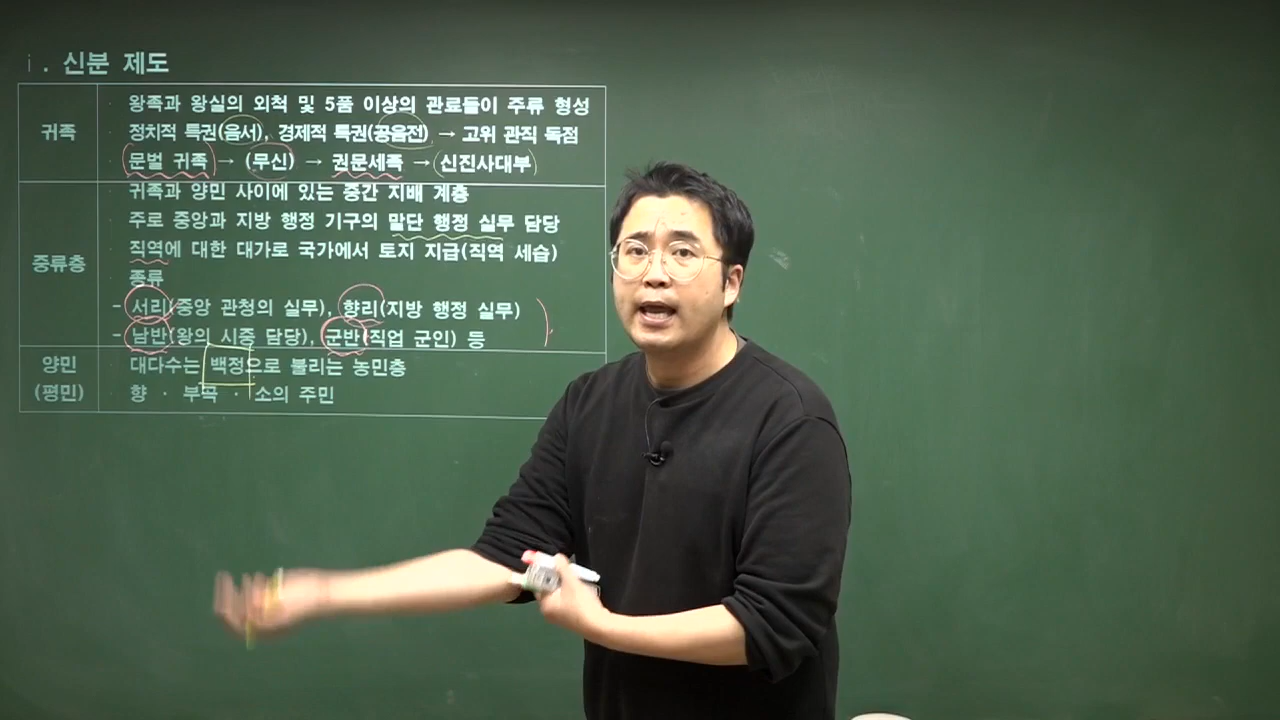 i. 신분 제도
귀족
· 왕족과 왕실의 외척 및 5품 이상의 관료들이 주류 형성
· 정치적 특권(음서), 경제적 특권(공음전) → 고위 관직 독점
· 문벌 귀족 → (무신) → 권문세족 → (신진사대부)
중류층
· 귀족과 양민 사이에 있는 중간 지배 계층
· 주로 중앙과 지방 행정 기구의 말단 행정 실무 담당
· 직역에 대한 대가로 국가에서 토지 지급(직역 세습)
· 종류
- 서리(중앙 관청의 실무), 향리(지방 행정 실무)
- 남반(왕의 시중 담당), 군반(직업 군인) 등
양민
(평민)
· 대다수는 백정으로 불리는 농민층
· 향 · 부곡 · 소의 주민